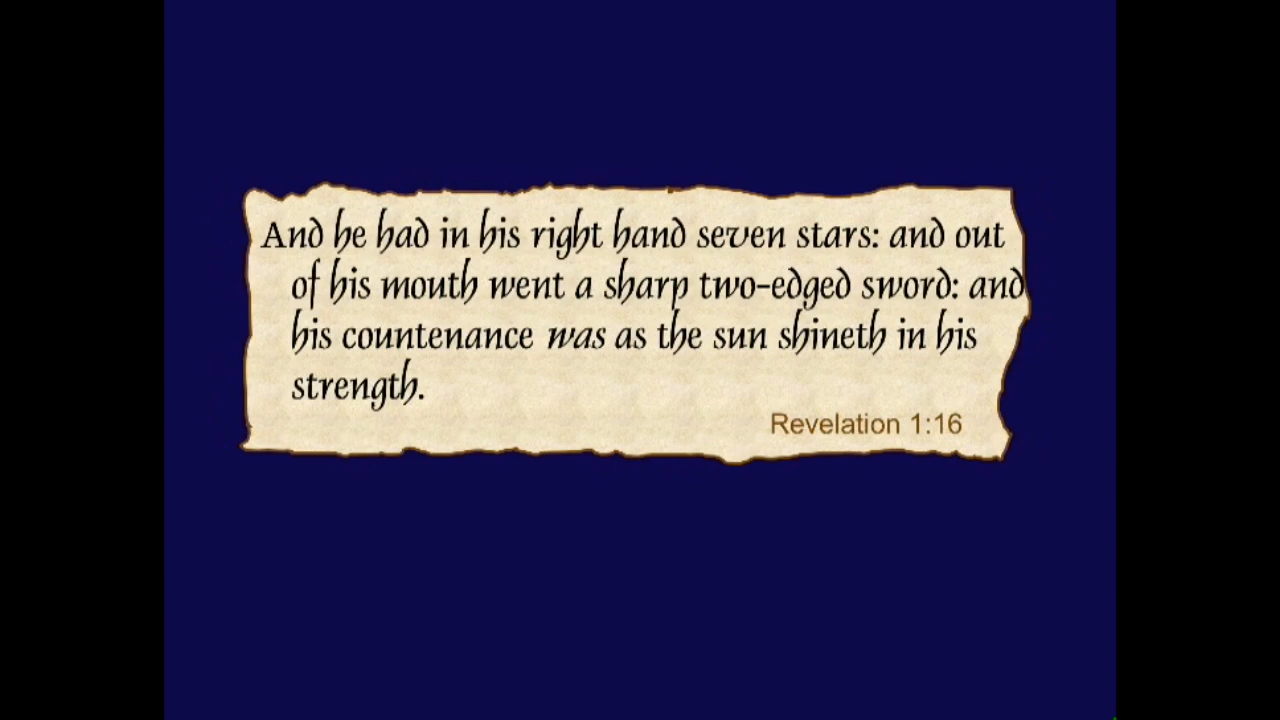 And he had in his right hand seven stars: and out
of his mouth went a sharp two-edged sword: and
his countenance was as the sun shineth in his
strength.
Revelation 1:16